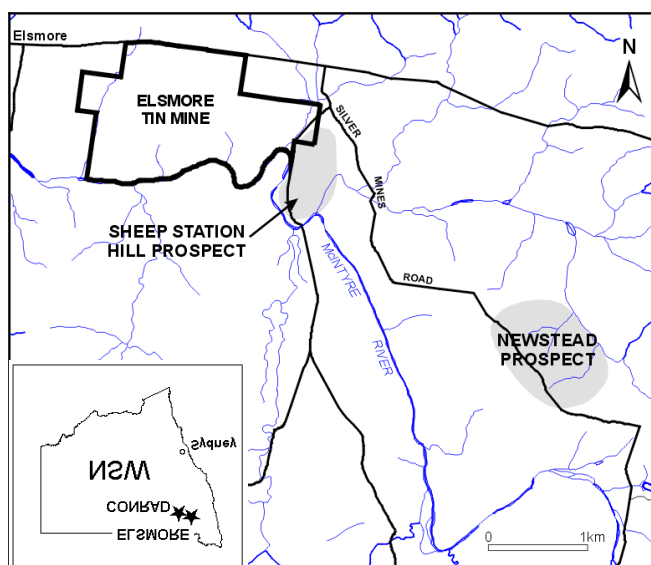 Elsmore
N
ELSMORE
TIN MINE
SILVER
MINES
SHEEP STATION
HILL PROSPECT
McINTYRE
ROAD
RIVER
NEWSTEAD
PROSPECT
Sydney
NSW
CONRAD
ELSMORE
0 1km